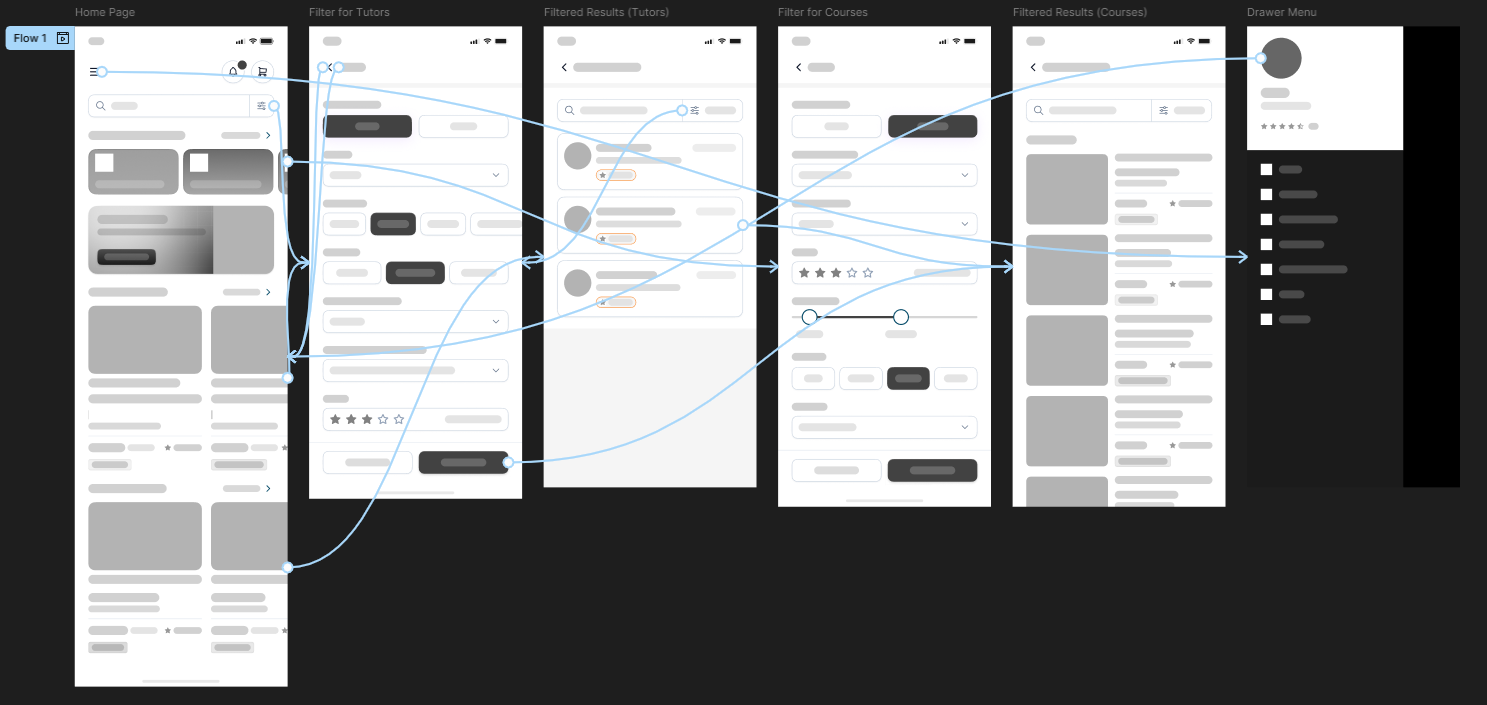 Home Page
Filter for Tutors
Filtered Results (Tutors)
Filter for Courses
Filtered Results (Courses)
Drawer Menu
Flow 1